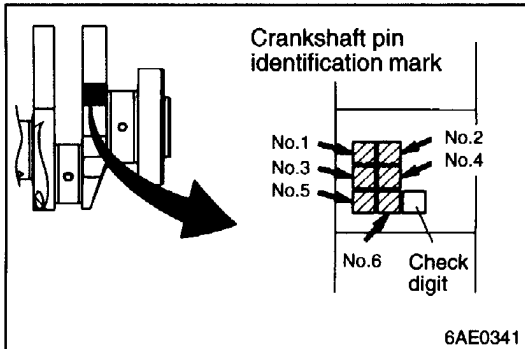 Crankshaft pin
identification mark
No.1
No.2
No.3
No.4
No.5
No.6
Check
digit
6AE0341